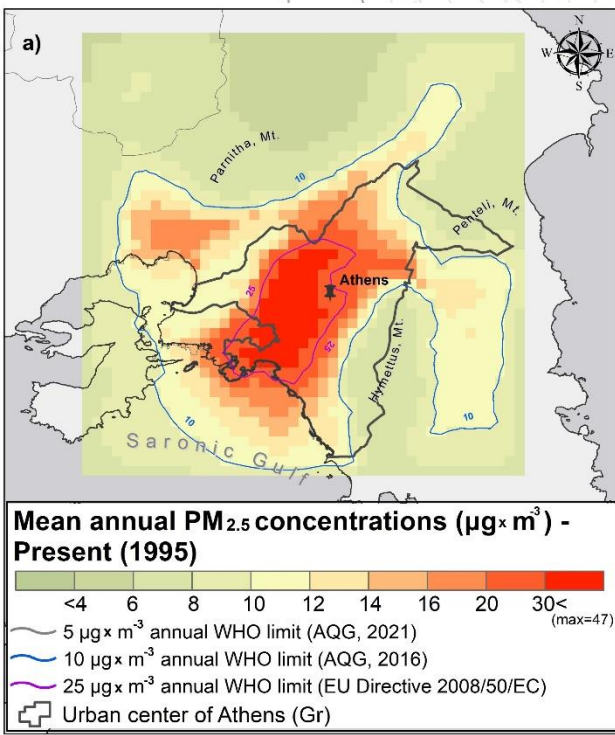 a)
N
W E
S
Parnitha, Mt.
10
Penteli, Mt.
25
Athens
25
Hymettus, Mt.
10
10
Saronic Gulf
Mean annual PM2.5 concentrations (µg x m-3) -
Present (1995)
<4 6 8 10 12 14 16 20 30<
(max=47)
5 µg x m-3 annual WHO limit (AQG, 2021)
10 µg x m-3 annual WHO limit (AQG, 2016)
25 µg x m-3 annual WHO limit (EU Directive 2008/50/EC)
Urban center of Athens (Gr)